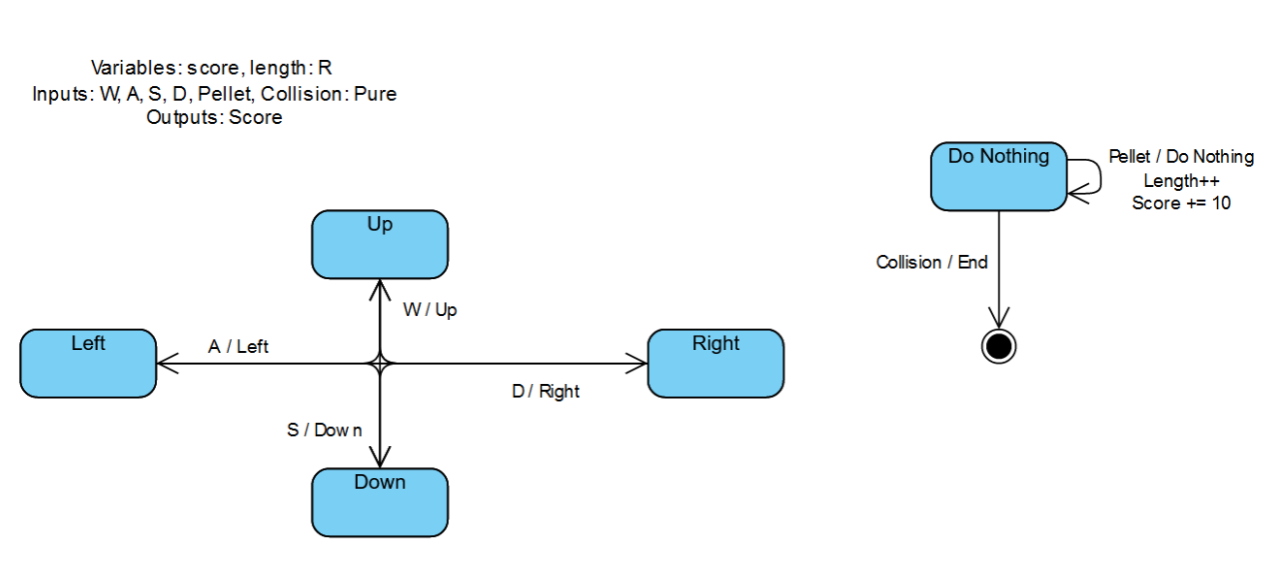 Variables: score, length: R
Inputs: W, A, S, D, Pellet, Collision: Pure
Outputs: Score
Do Nothing
Pellet / Do Nothing
Length++
Score += 10
Collision / End
Up
W / Up
Left
A / Left
Right
D / Right
S / Down
Down